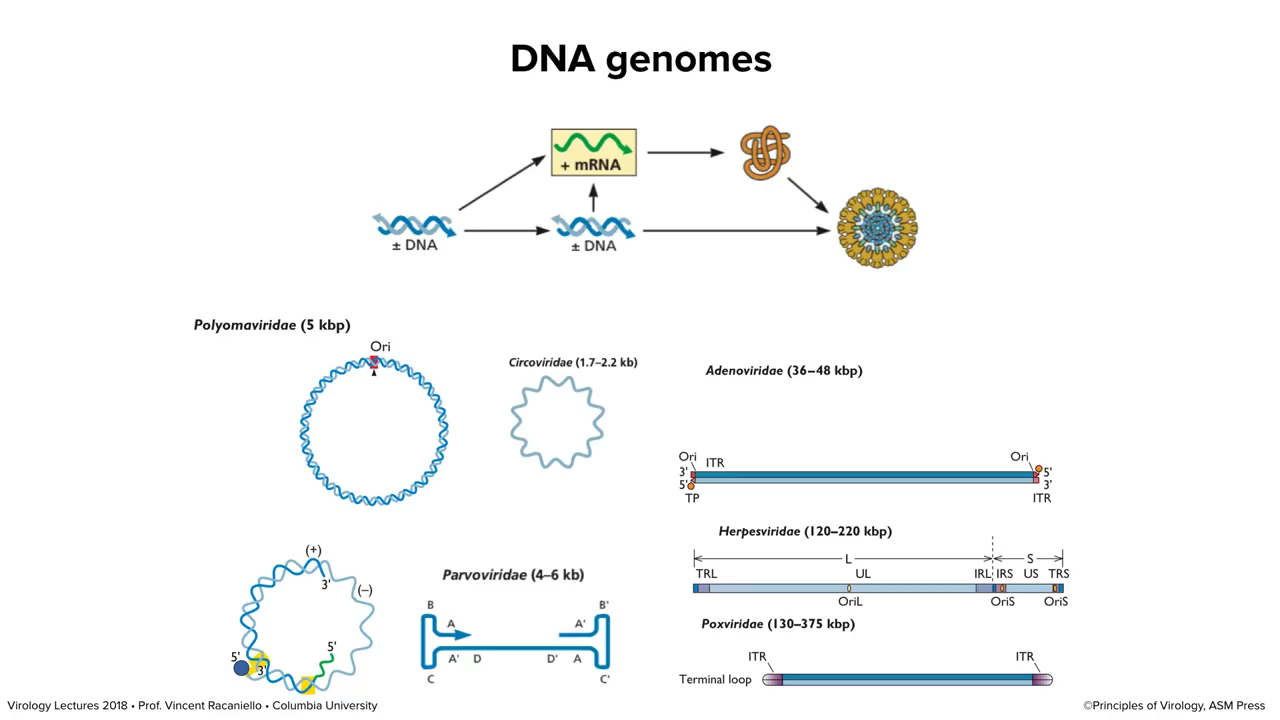 DNA genomes
+ mRNA
± DNA
± DNA
Polyomaviridae (5 kbp)
Ori
Circoviridae (1.7–2.2 kb)
Adenoviridae (36–48 kbp)
Ori
ITR
Ori
3'
5'
5'
3'
TP
ITR
Herpesviridae (120–220 kbp)
L
S
TRL
UL
IRL
IRS
US
TRS
OriL
OriS
OriS
(+)
3'
(–)
5'
5'
3'
Parvoviridae (4–6 kb)
B
B'
A
A'
A'
D
D'
A
C
C'
Poxviridae (130–375 kbp)
ITR
ITR
Terminal loop
Virology Lectures 2018 • Prof. Vincent Racaniello • Columbia University
©Principles of Virology, ASM Press